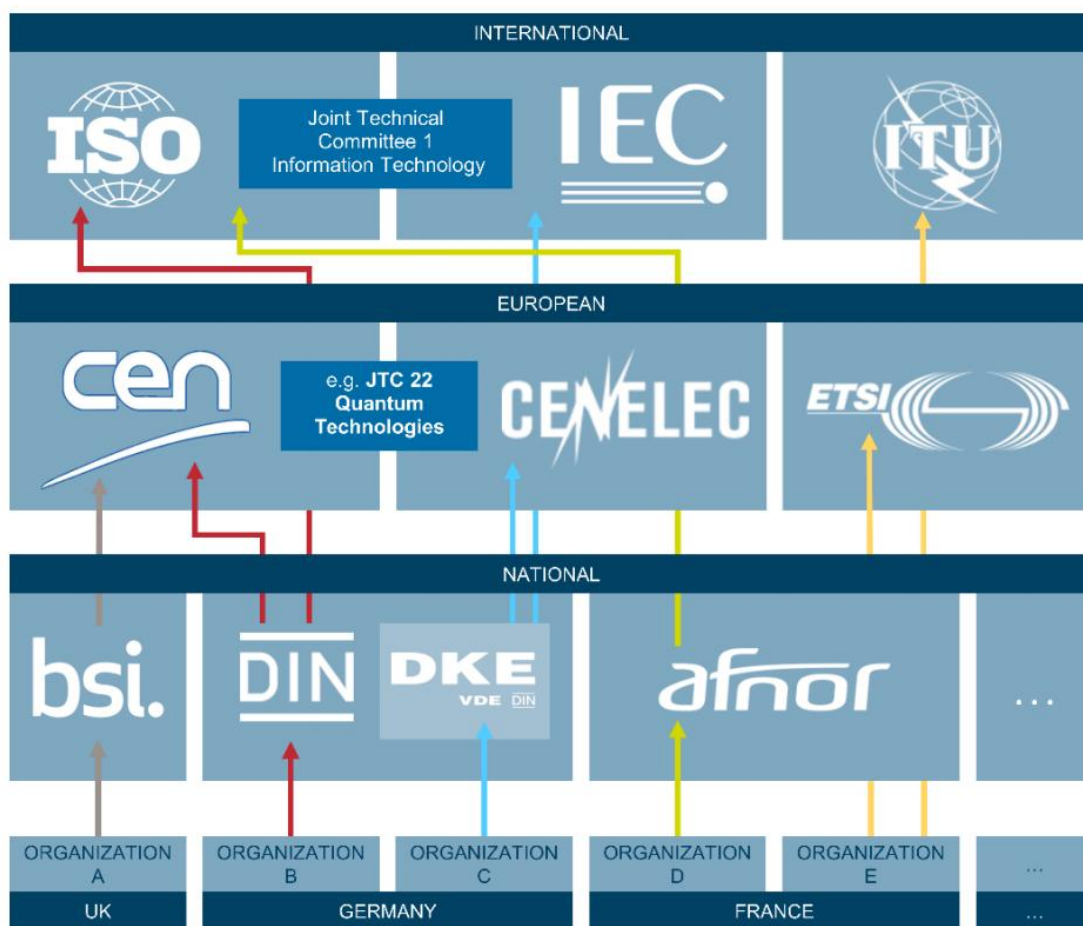 INTERNATIONAL
ISO
Joint Technical
Committee 1
Information Technology
IEC
ITU
EUROPEAN
cen
e.g. JTC 22
Quantum
Technologies
CENELEC
ETSI
NATIONAL
bsi.
DIN
DKE
VDE DIN
afnor
...
ORGANIZATION
A
ORGANIZATION
B
ORGANIZATION
C
ORGANIZATION
D
ORGANIZATION
E
...
UK
GERMANY
FRANCE
...